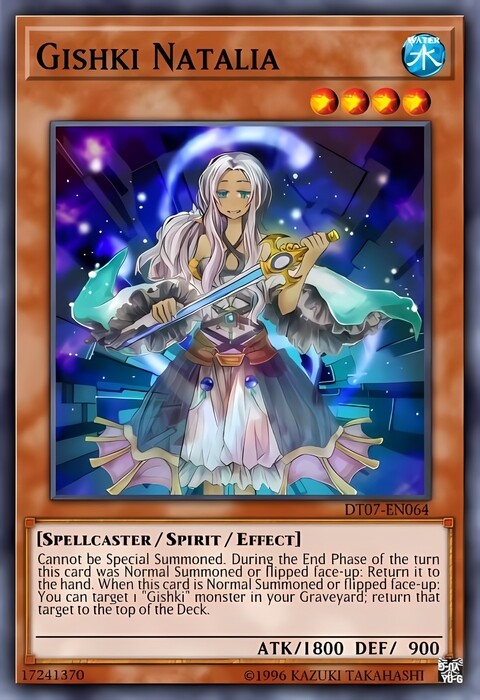 Gishki Natalia
WATER
水
DT07-EN064
[Spellcaster / Spirit / Effect]
Cannot be Special Summoned. During the End Phase of the turn
this card was Normal Summoned or flipped face-up: Return it to
the hand. When this card is Normal Summoned or flipped face-up:
You can target 1 "Gishki" monster in your Graveyard; return that
target to the top of the Deck.
ATK/1800 DEF/ 900
17241370
©1996 KAZUKI TAKAHASHI